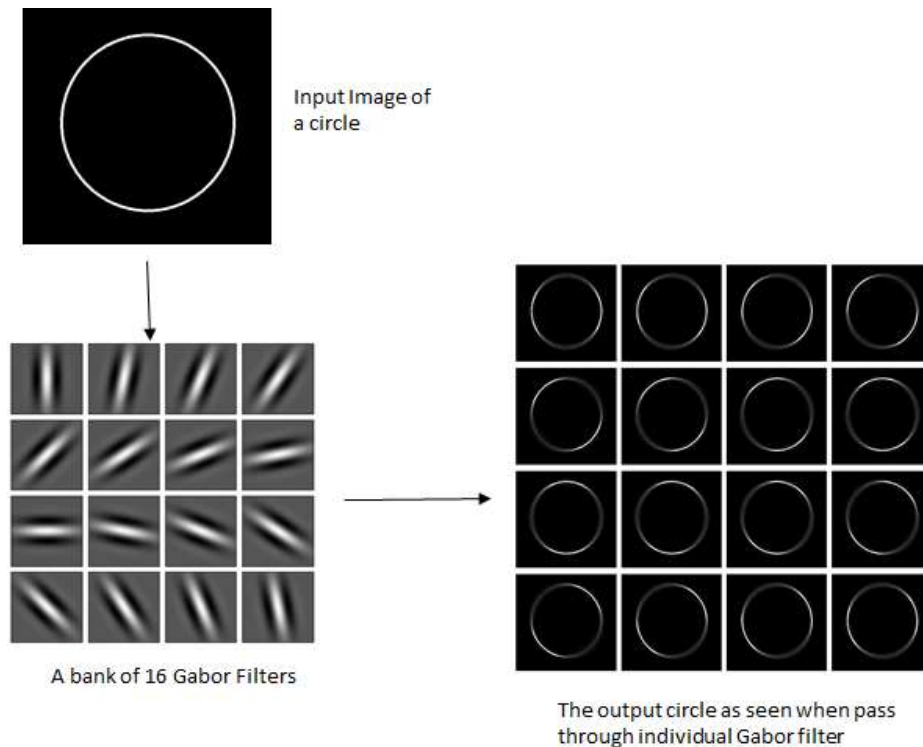 Input Image of
a circle
A bank of 16 Gabor Filters
The output circle as seen when pass
through individual Gabor filter